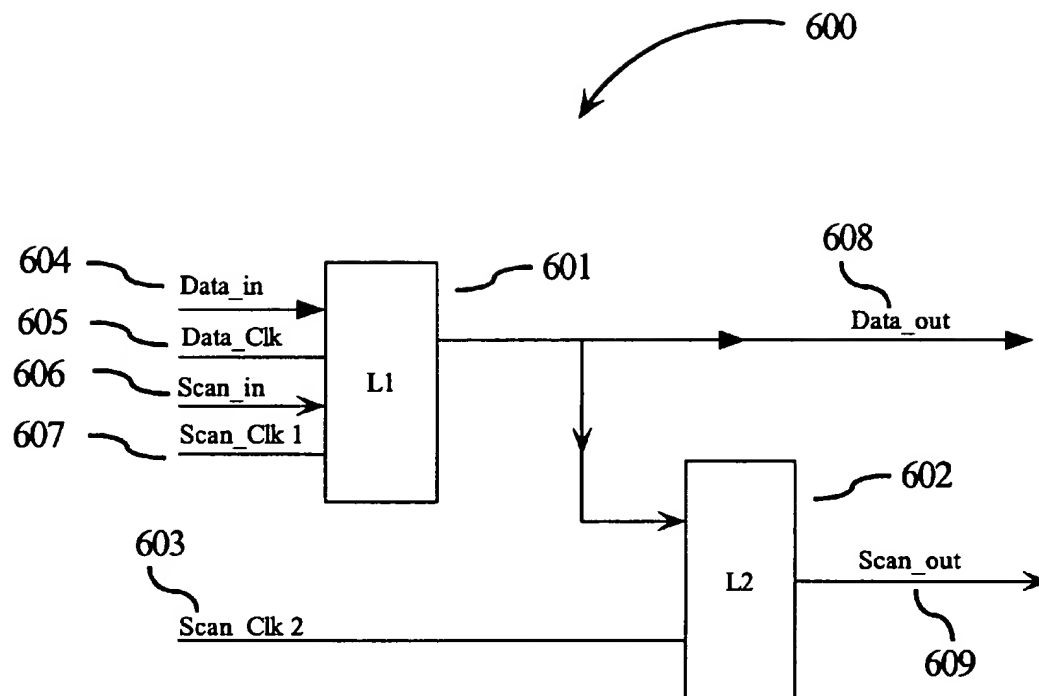 600
604
Data_in
601
608
605
Data_Clk
Data_out
606
Scan_in
L1
607
Scan_Clk 1
602
603
Scan_out
L2
Scan_Clk 2
609